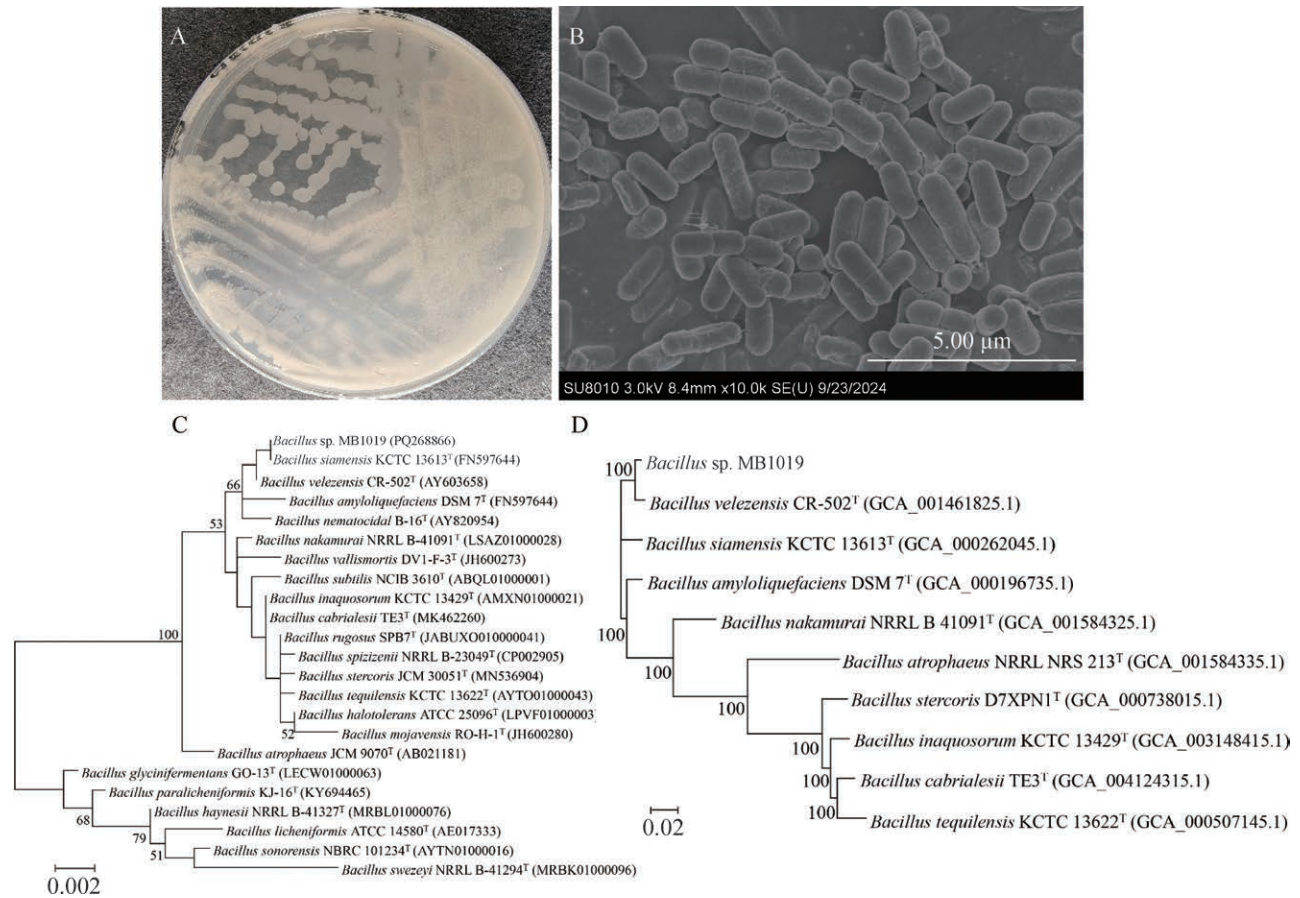 A
B
5.00 μm
SU8010 3.0kV 8.4mm x10.0k SE(U) 9/23/2024
C
Bacillus sp. MB1019 (PQ268866)
Bacillus siamensis KCTC 13613ᵀ (FN597644)
Bacillus velezensis CR-502ᵀ (AY603658)
66
Bacillus amyloliquefaciens DSM 7ᵀ (FN597644)
Bacillus nematocidal B-16ᵀ (AY820954)
53
Bacillus nakamurai NRRL B-41091ᵀ (LSAZ01000028)
Bacillus vallismortis DV1-F-3ᵀ (JH600273)
Bacillus subtilis NCIB 3610ᵀ (ABQL01000001)
Bacillus inaquosorum KCTC 13429ᵀ (AMXN01000021)
Bacillus cabrialesii TE3ᵀ (MK462260)
100
Bacillus rugosus SPB7ᵀ (JABUXO010000041)
Bacillus spizizenii NRRL B-23049ᵀ (CP002905)
Bacillus stercoris JCM 30051ᵀ (MN536904)
Bacillus tequilensis KCTC 13622ᵀ (AYTO01000043)
Bacillus halotolerans ATCC 25096ᵀ (LPVF01000003)
52
Bacillus mojavensis RO-H-1ᵀ (JH600280)
Bacillus atrophaeus JCM 9070ᵀ (AB021181)
Bacillus glycinifermentans GO-13ᵀ (LECW01000063)
Bacillus paralicheniformis KJ-16ᵀ (KY694465)
68
Bacillus haynesii NRRL B-41327ᵀ (MRBL01000076)
79
Bacillus licheniformis ATCC 14580ᵀ (AE017333)
51
Bacillus sonorensis NBRC 101234ᵀ (AYTN01000016)
Bacillus swezeyi NRRL B-41294ᵀ (MRBK01000096)
0.002
D
Bacillus sp. MB1019
100
Bacillus velezensis CR-502ᵀ (GCA_001461825.1)
Bacillus siamensis KCTC 13613ᵀ (GCA_000262045.1)
Bacillus amyloliquefaciens DSM 7ᵀ (GCA_000196735.1)
100
Bacillus nakamurai NRRL B 41091ᵀ (GCA_001584325.1)
100
Bacillus atrophaeus NRRL NRS 213ᵀ (GCA_001584335.1)
100
Bacillus stercoris D7XPN1ᵀ (GCA_000738015.1)
100
Bacillus inaquosorum KCTC 13429ᵀ (GCA_003148415.1)
100
Bacillus cabrialesii TE3ᵀ (GCA_004124315.1)
100
Bacillus tequilensis KCTC 13622ᵀ (GCA_000507145.1)
0.02